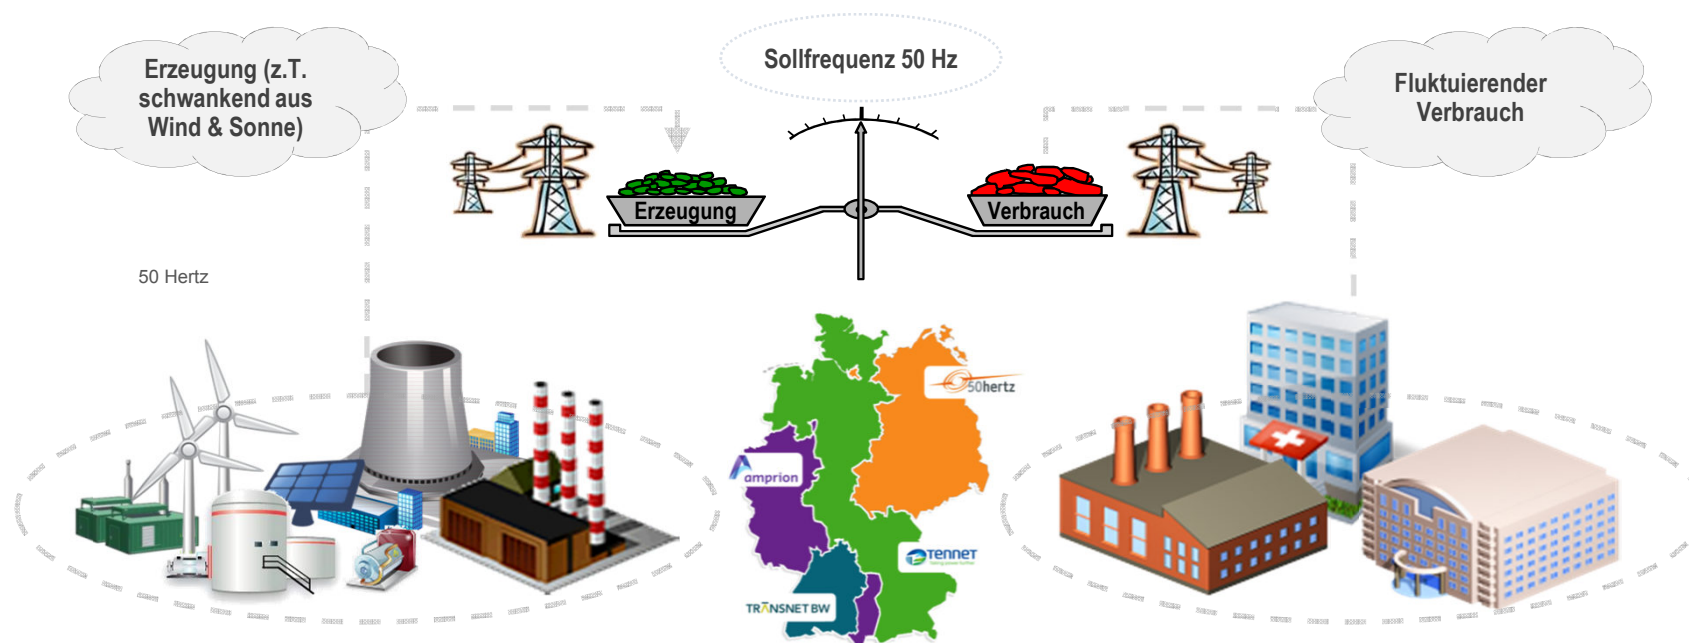 Erzeugung (z.T.
schwankend aus
Wind & Sonne)
Sollfrequenz 50 Hz
Fluktuierender
Verbrauch
Erzeugung
Verbrauch
50 Hertz
50hertz
amprion
TENNET
TRANSNET BW